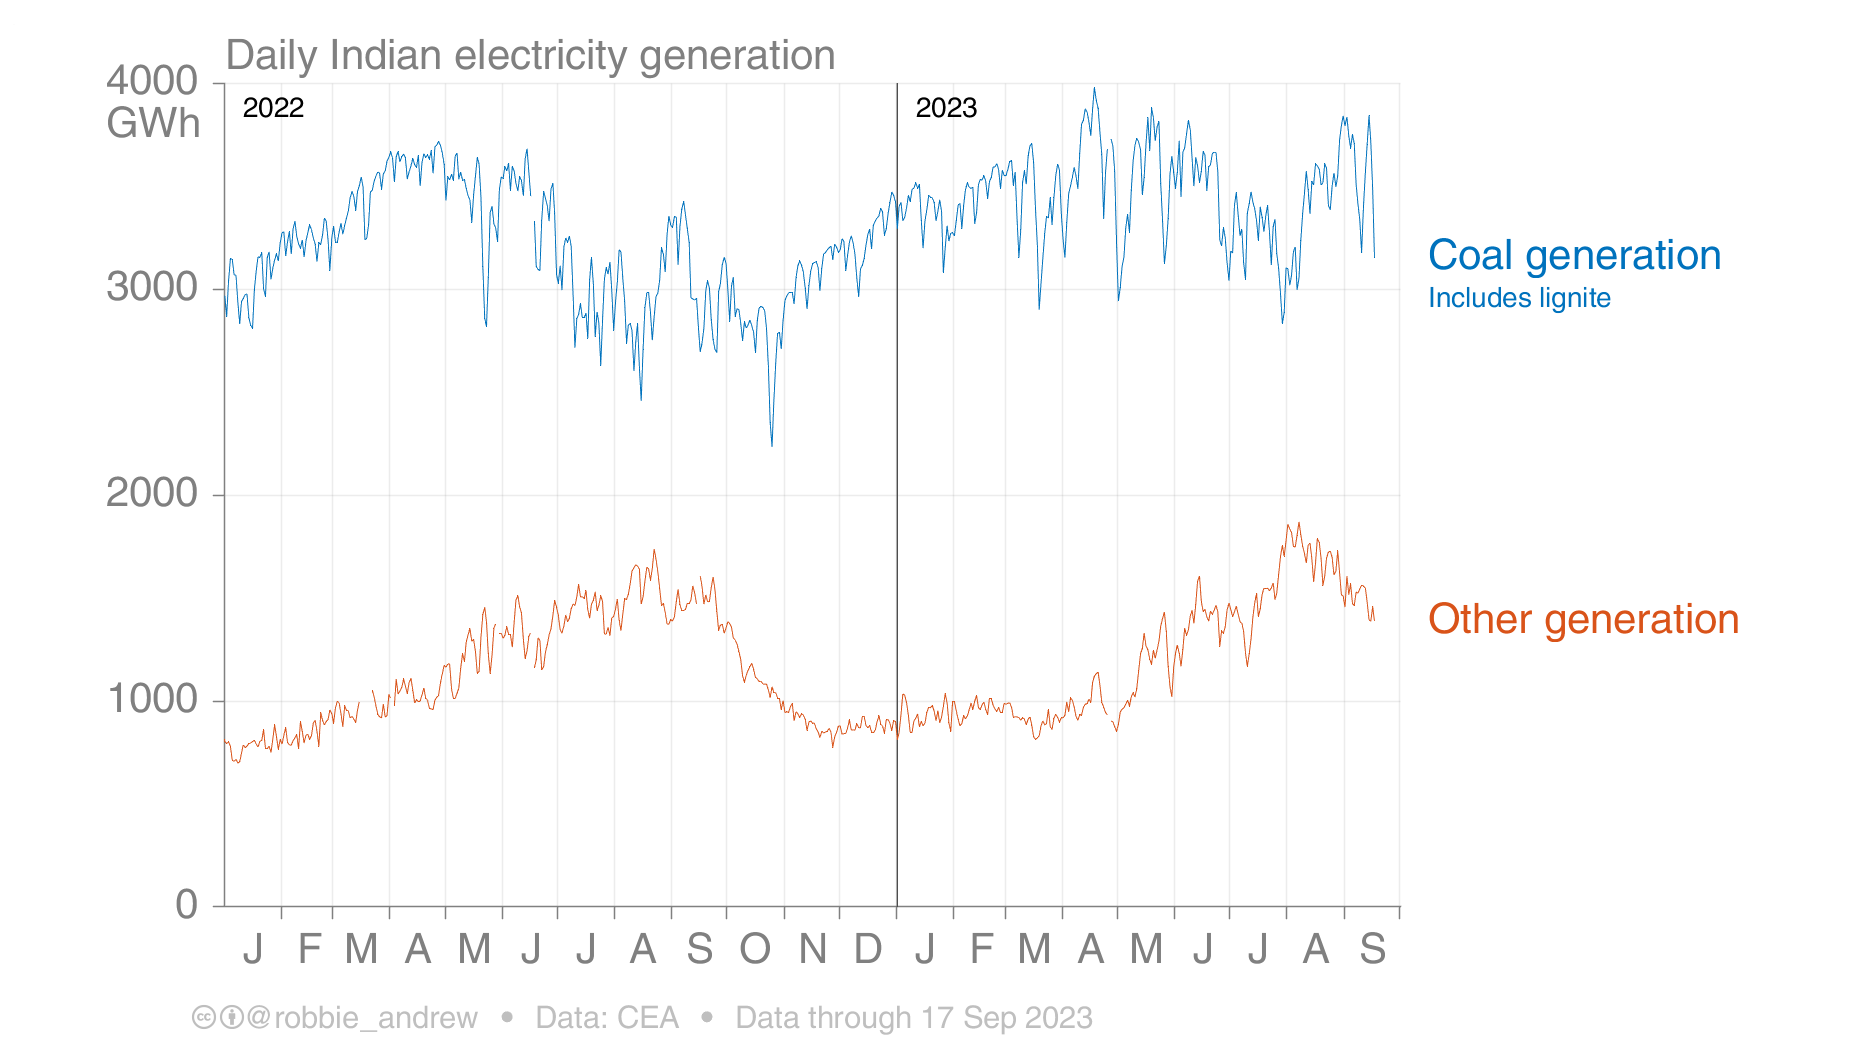 Daily Indian electricity generation
4000
GWh
2022
2023
3000
2000
1000
0
Coal generation
Includes lignite
Other generation
J F M A M J J A S O N D J F M A M J J A S
cc @robbie_andrew • Data: CEA • Data through 17 Sep 2023